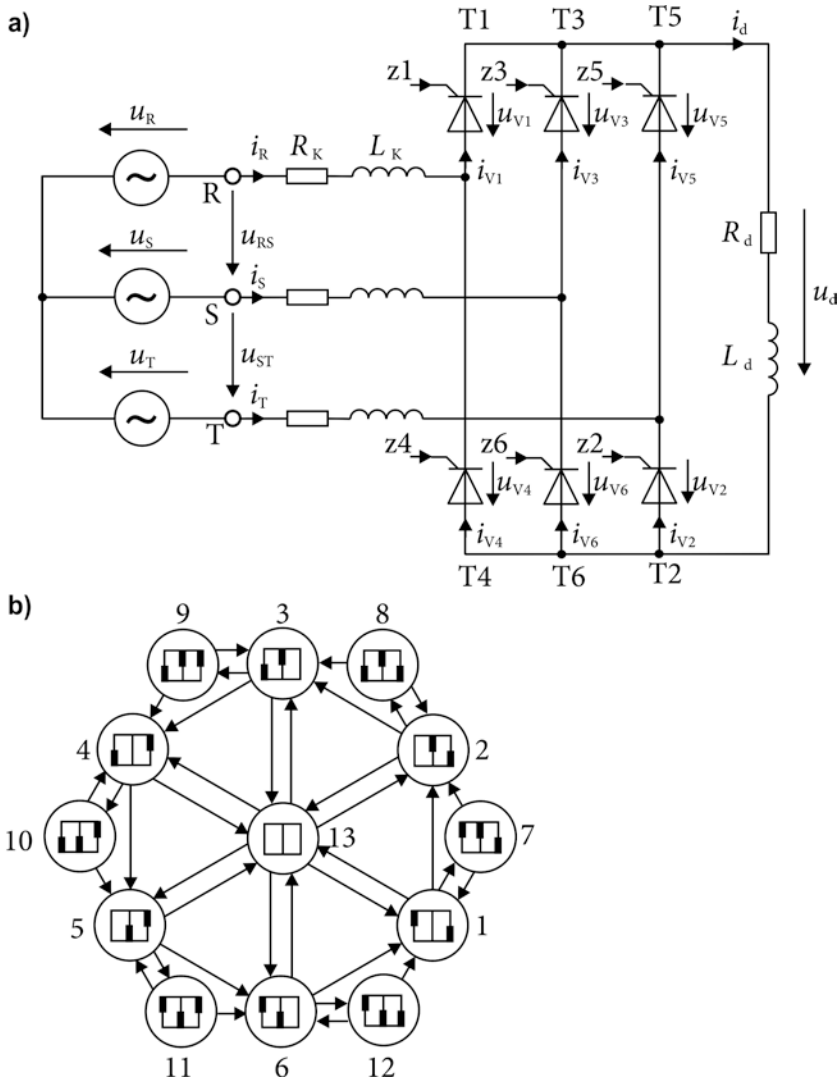 a)
T1 T3 T5 i_d
z1 z3 z5
u_R u_V1 u_V3 u_V5
i_R R_K L_K
R i_V1 i_V3 i_V5
u_S u_RS R_d
i_S
S u_d
u_T u_ST L_d
i_T
T z4 z6 z2
u_V4 u_V6 u_V2
i_V4 i_V6 i_V2
T4 T6 T2
b)
9 3 8
4 2
10 13 7
5 1
11 6 12